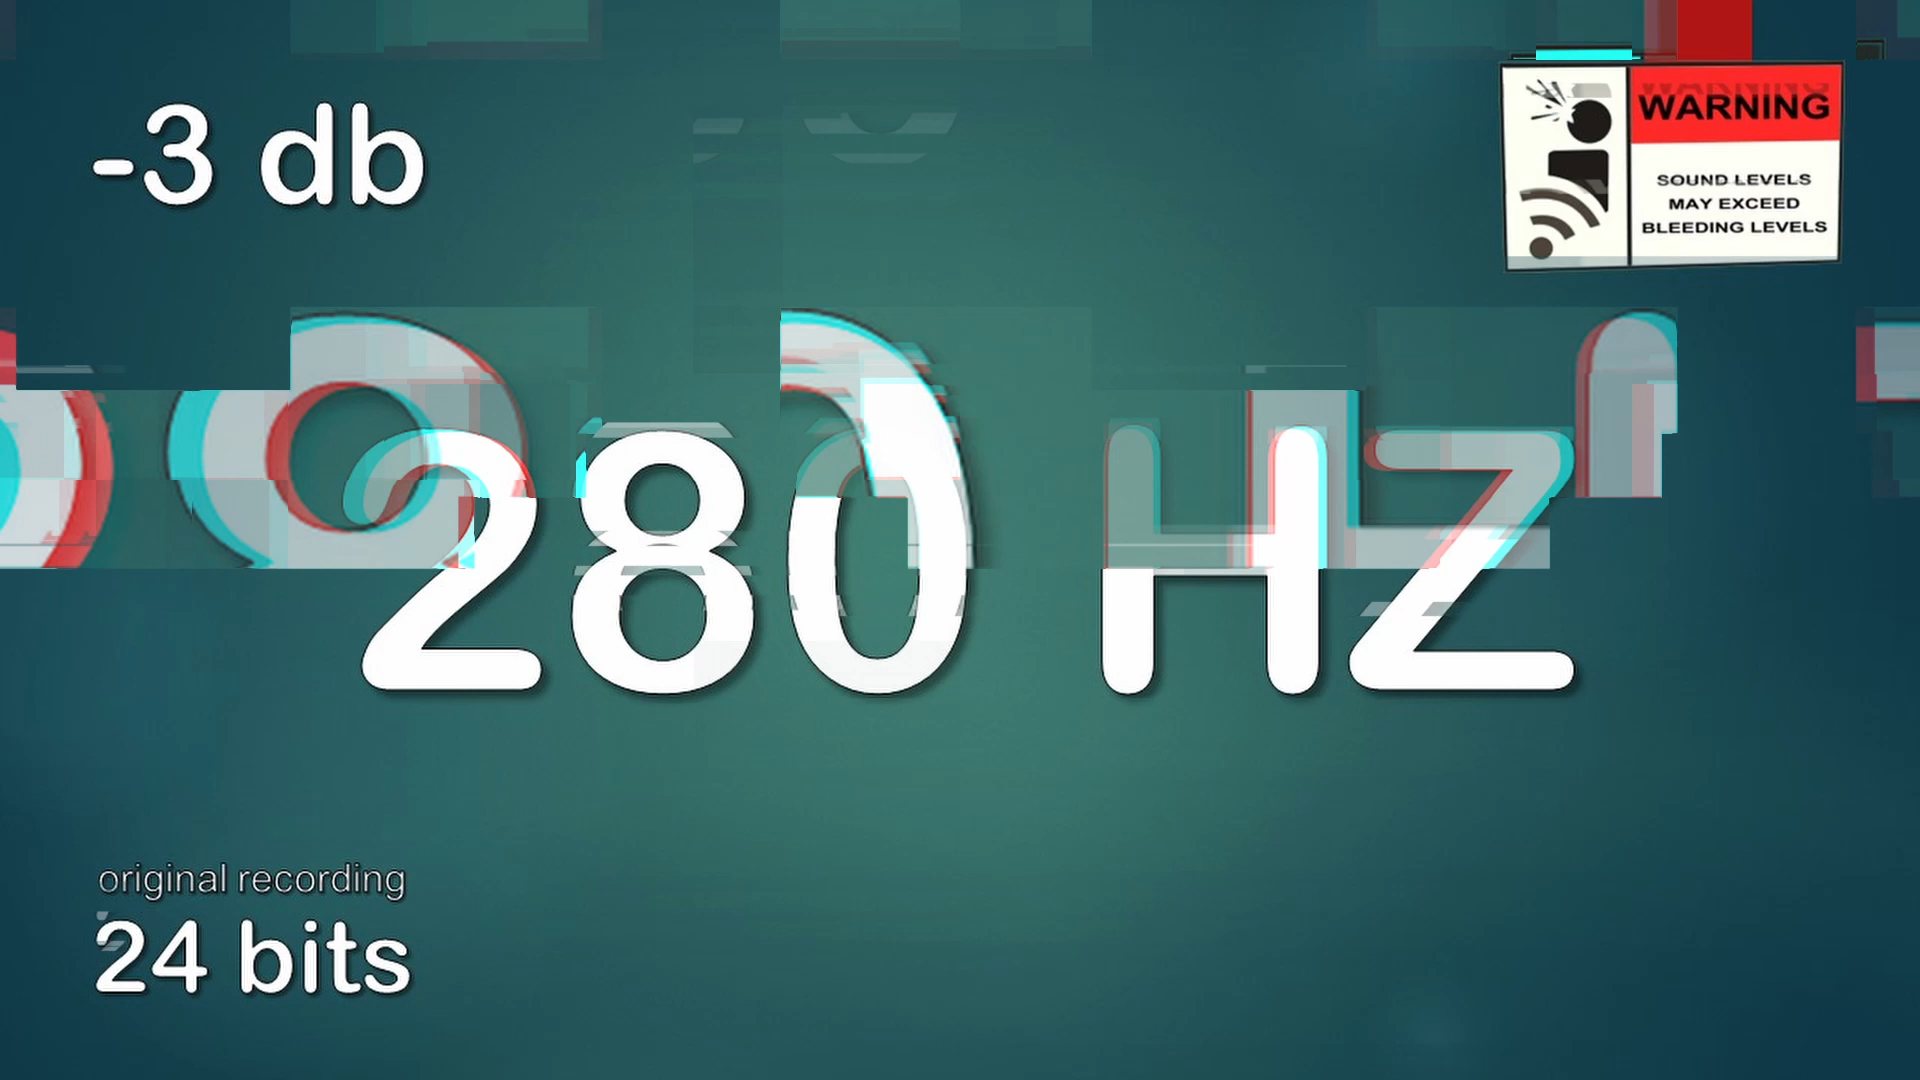 -3 db
WARNING
SOUND LEVELS
MAY EXCEED
BLEEDING LEVELS
280 HZ
original recording
24 bits